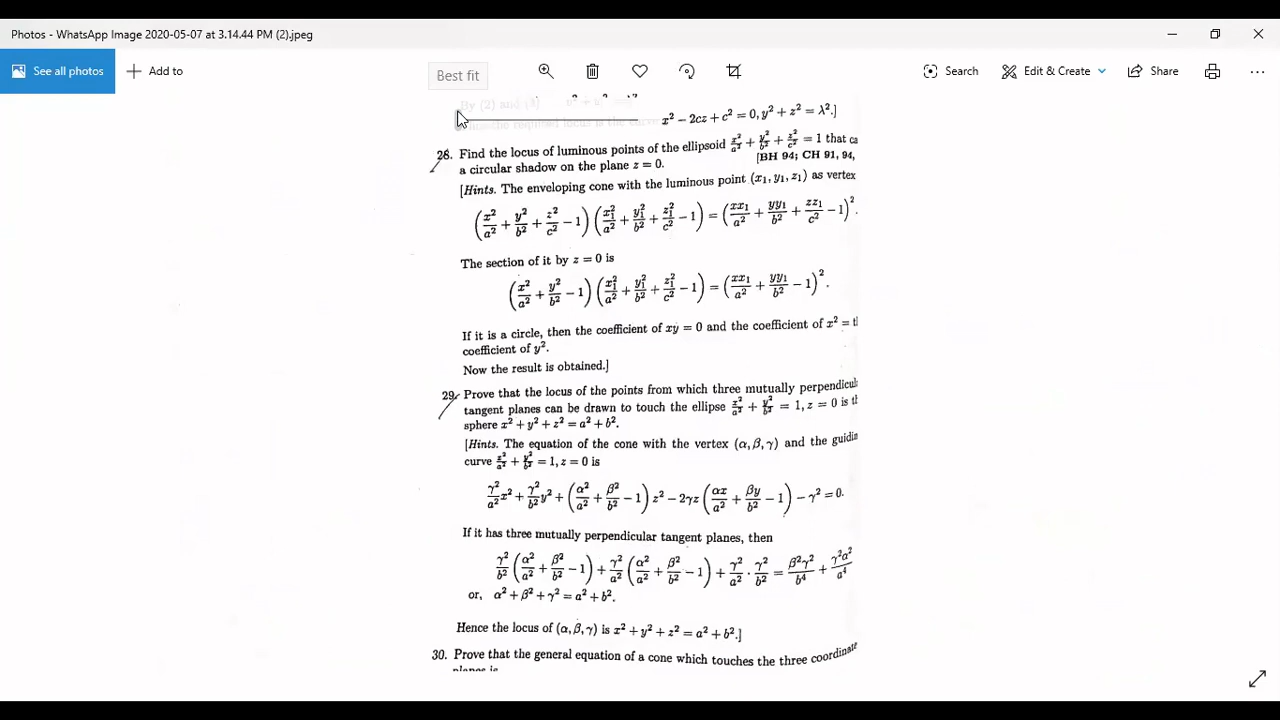 Photos - WhatsApp Image 2020-05-07 at 3.14.44 PM (2).jpeg
See all photos
Add to
Best fit
Search
Edit & Create
Share
By (2) and (3)
x² − 2cz + c² = 0, y² + z² = λ².]
28. Find the locus of luminous points of the ellipsoid x²/a² + y²/b² + z²/c² = 1 that ca
a circular shadow on the plane z = 0. [BH 94; CH 91, 94,
[Hints. The enveloping cone with the luminous point (x₁, y₁, z₁) as vertex
(x²/a² + y²/b² + z²/c² − 1)(x₁²/a² + y₁²/b² + z₁²/c² − 1) = (xx₁/a² + yy₁/b² + zz₁/c² − 1)².
The section of it by z = 0 is
(x²/a² + y²/b² − 1)(x₁²/a² + y₁²/b² + z₁²/c² − 1) = (xx₁/a² + yy₁/b² − 1)².
If it is a circle, then the coefficient of xy = 0 and the coefficient of x² = t
coefficient of y².
Now the result is obtained.]
29. Prove that the locus of the points from which three mutually perpendicul
tangent planes can be drawn to touch the ellipse x²/a² + y²/b² = 1, z = 0 is t
sphere x² + y² + z² = a² + b².
[Hints. The equation of the cone with the vertex (α, β, γ) and the guidin
curve x²/a² + y²/b² = 1, z = 0 is
γ²/a² x² + γ²/b² y² + (α²/a² + β²/b² − 1) z² − 2γz (αx/a² + βy/b² − 1) − γ² = 0.
If it has three mutually perpendicular tangent planes, then
γ²/b² (α²/a² + β²/b² − 1) + γ²/a² (α²/a² + β²/b² − 1) + γ²/a² · γ²/b² = β²γ²/b⁴ + γ²α²/a⁴
or, α² + β² + γ² = a² + b².
Hence the locus of (α, β, γ) is x² + y² + z² = a² + b².]
30. Prove that the general equation of a cone which touches the three coordinate
planes is